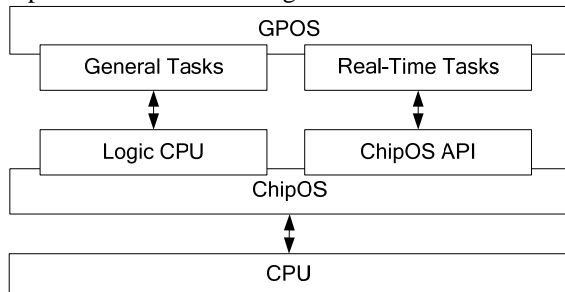 GPOS
General Tasks
Real-Time Tasks
Logic CPU
ChipOS API
ChipOS
CPU